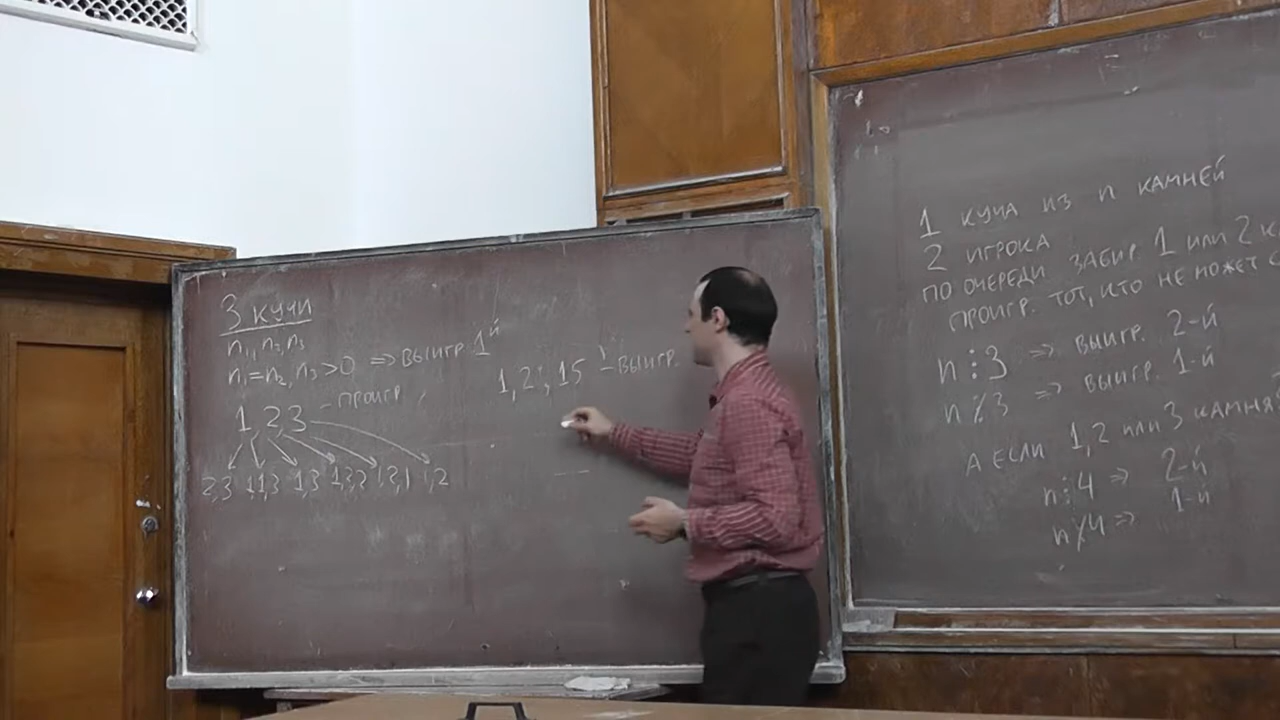 3 КУЧИ
n₁, n₂, n₃
n₁=n₂, n₃>0 ⇒ ВЫИГР. 1й
1 2 3 – ПРОИГР.
2,3 1,1,3 1,3 1,3,2 1,2,1 1,2
1, 2, 15 – ВЫИГР.
1 КУЧА ИЗ n КАМНЕЙ
2 ИГРОКА
ПО ОЧЕРЕДИ ЗАБИР. 1 ИЛИ 2 К
ПРОИГР. ТОТ, КТО НЕ МОЖЕТ С
n⋮3 ⇒ ВЫИГР. 2-Й
n⋮̸3 ⇒ ВЫИГР. 1-Й
А ЕСЛИ 1,2 ИЛИ 3 КАМНЯ?
n⋮4 ⇒ 2-Й
n⋮̸4 ⇒ 1-Й